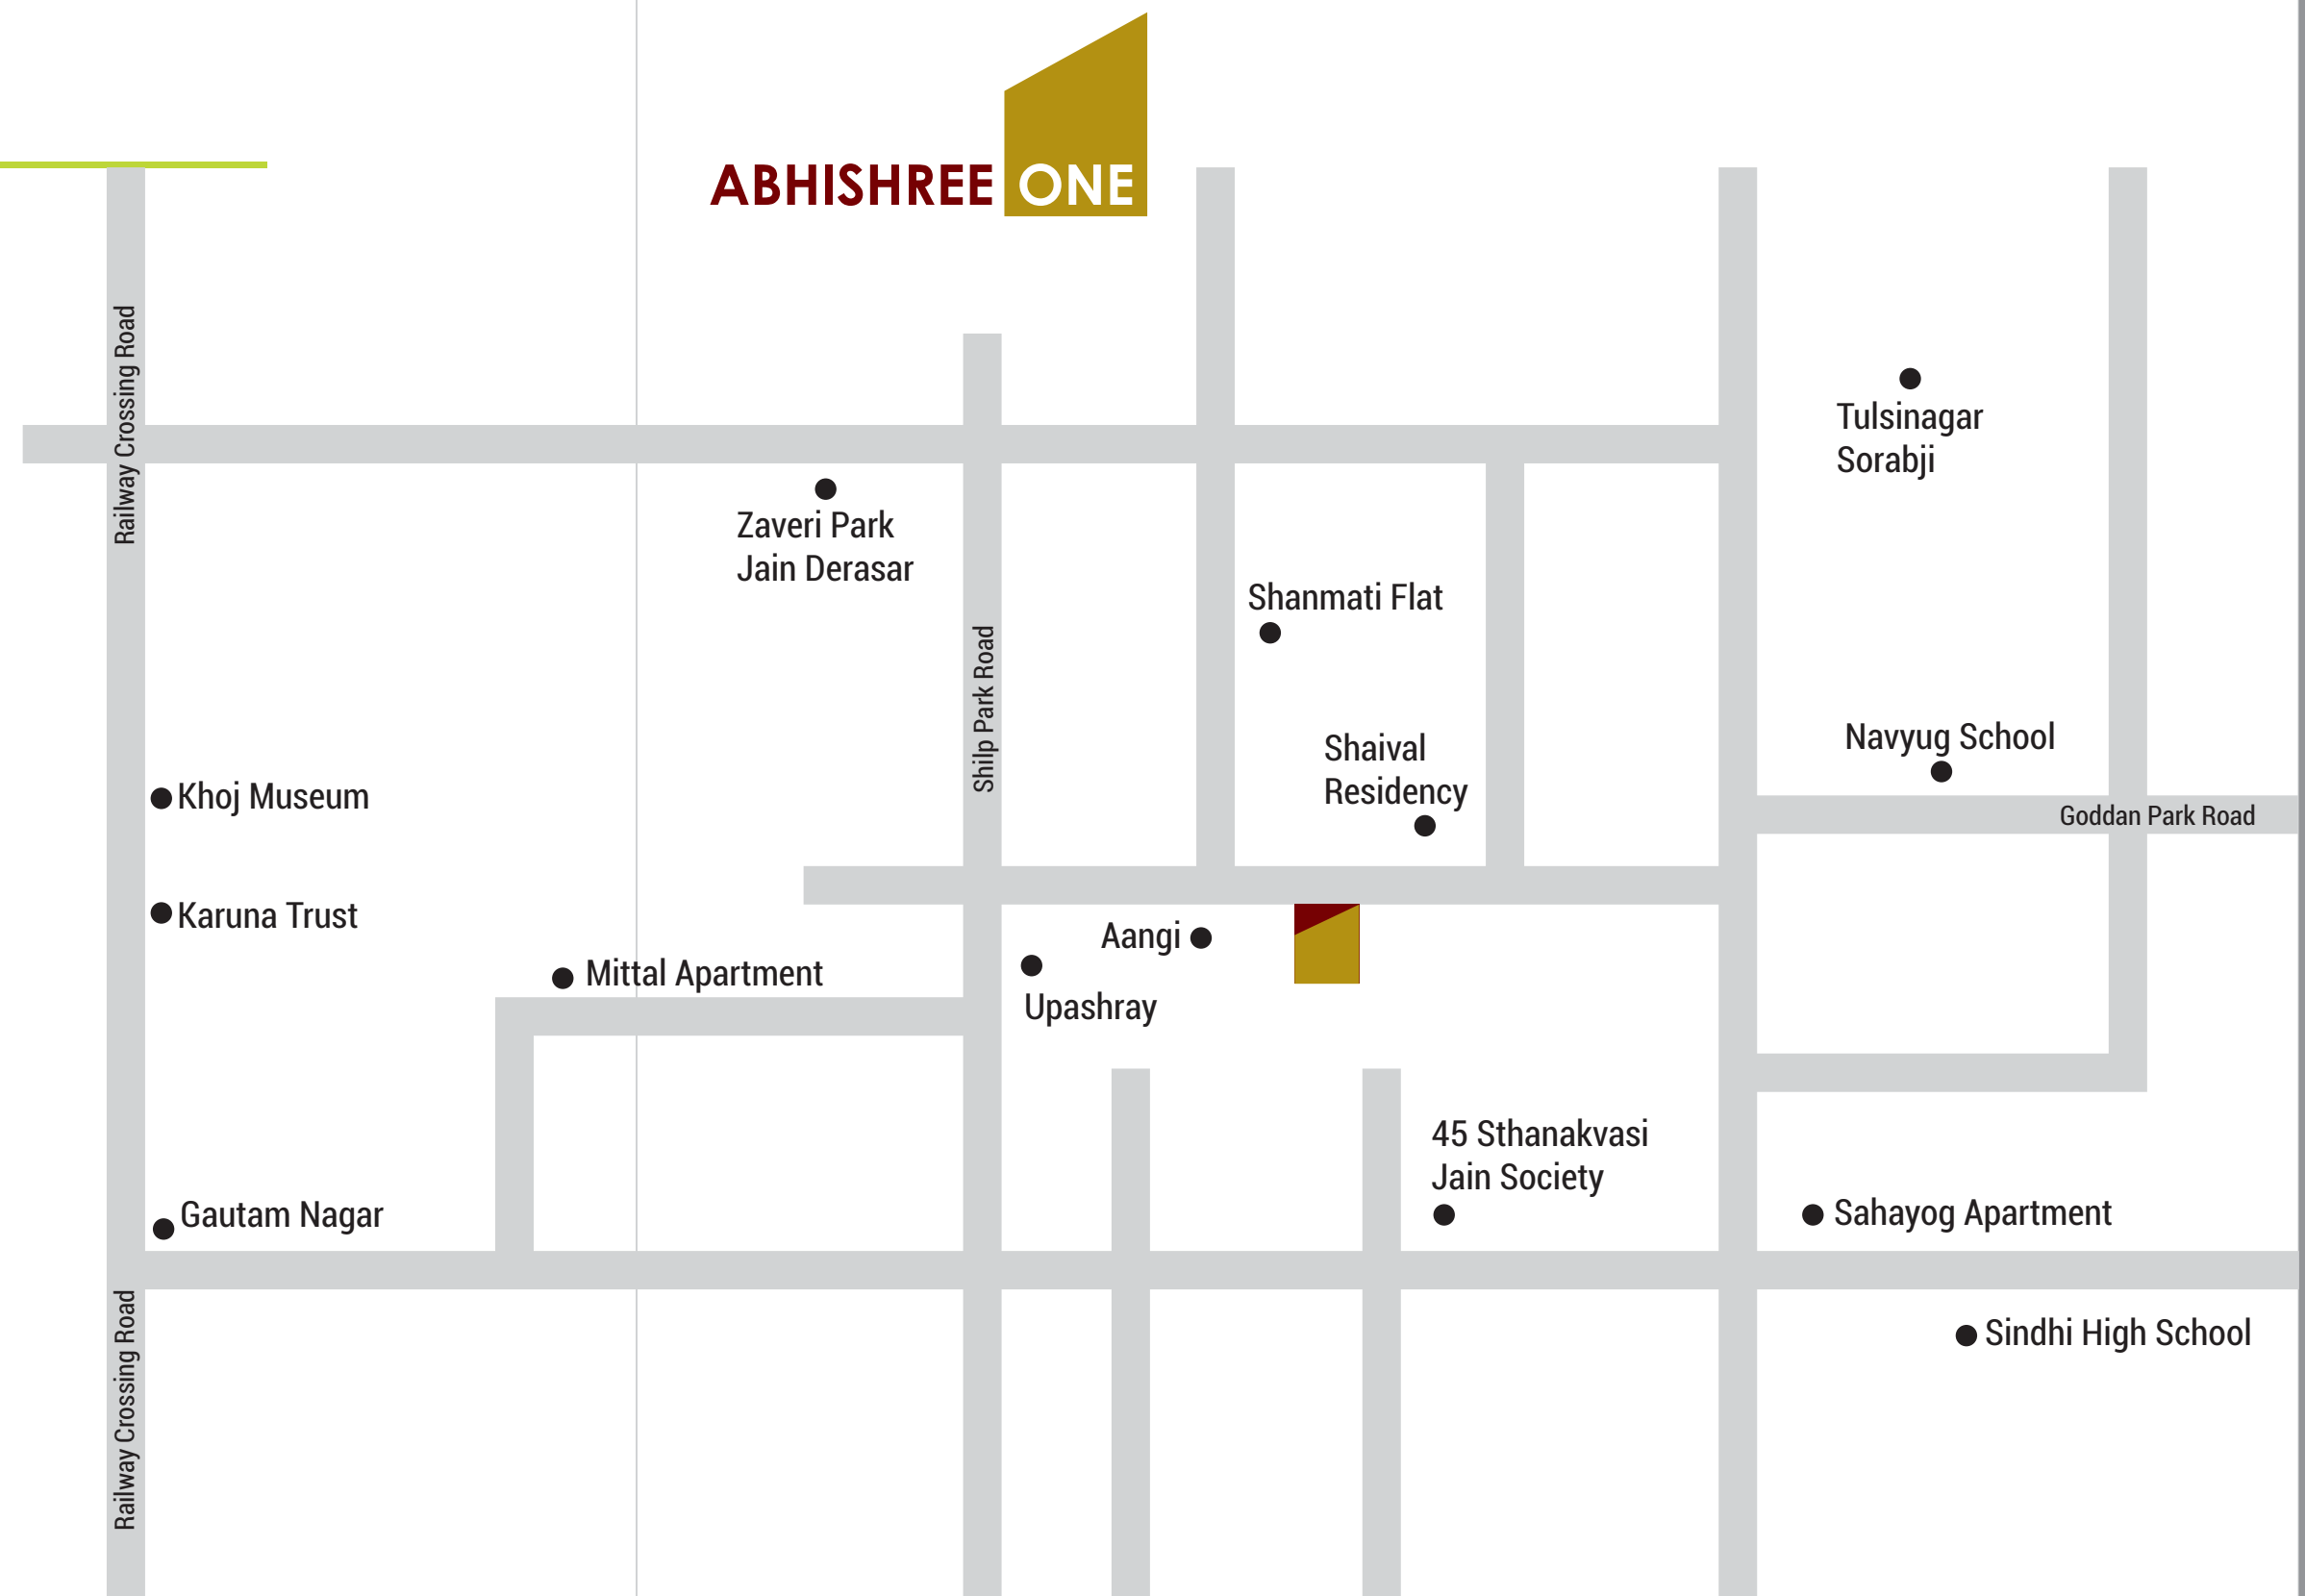 ABHISHREE ONE
Railway Crossing Road
Tulsinagar
Sorabji
Zaveri Park
Jain Derasar
Shanmati Flat
Shilp Park Road
Shaival
Residency
Navyug School
Goddan Park Road
Khoj Museum
Karuna Trust
Aangi
Mittal Apartment
Upashray
45 Sthanakvasi
Jain Society
Gautam Nagar
Sahayog Apartment
Railway Crossing Road
Sindhi High School